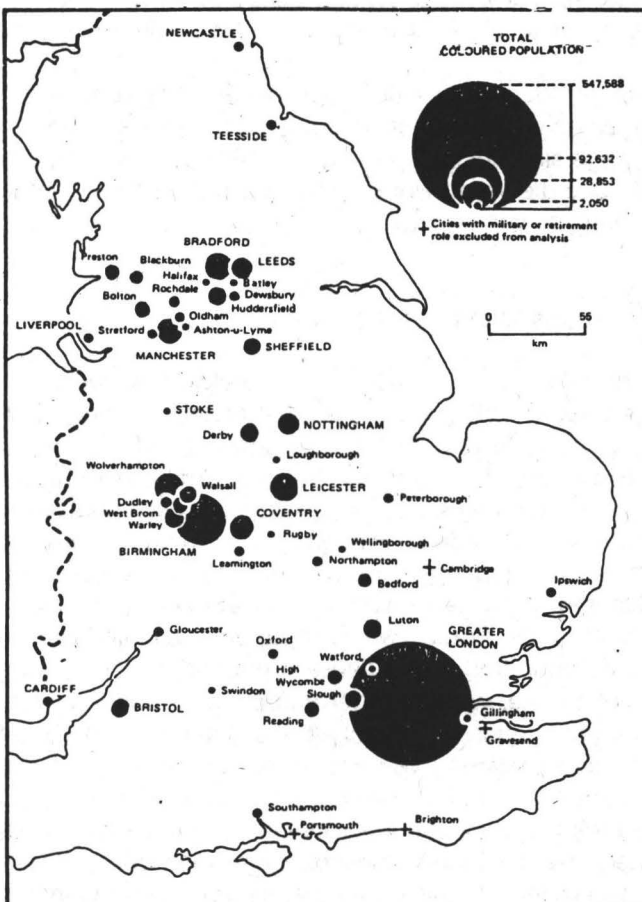 NEWCASTLE
TOTAL
COLOURED POPULATION
547,588
92,632
28,853
2,050
Cities with military or retirement
role excluded from analysis
TEESSIDE
0 55
km
BRADFORD
LEEDS
Preston
Blackburn
Halifax
Batley
Rochdale
Dewsbury
Bolton
Huddersfield
Oldham
LIVERPOOL
Stretford
Ashton-u-Lyme
MANCHESTER
SHEFFIELD
STOKE
NOTTINGHAM
Derby
Loughborough
Wolverhampton
Walsall
LEICESTER
Peterborough
Dudley
West Brom
Warley
COVENTRY
BIRMINGHAM
Rugby
Leamington
Wellingborough
Northampton
Cambridge
Bedford
Ipswich
Luton
Gloucester
Oxford
GREATER
LONDON
Watford
High
Wycombe
CARDIFF
Swindon
Slough
BRISTOL
Reading
Gillingham
Gravesend
Southampton
Portsmouth
Brighton